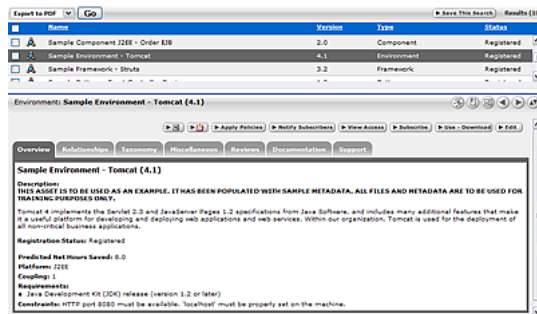 Export to PDF Go Save This Search Results
Name Version Type Status
Sample Component J2EE - Order EJB 2.0 Component Registered
Sample Environment - Tomcat 4.1 Environment Registered
Sample Framework - Struts 3.2 Framework Registered
Environment: Sample Environment - Tomcat (4.1)
Apply Policies Notify Subscribers View Access Subscribe Use - Download Edit
Overview Relationships Taxonomy Miscellaneous Reviews Documentation Support
Sample Environment - Tomcat (4.1)
Description:
THIS ASSET IS TO BE USED AS AN EXAMPLE. IT HAS BEEN POPULATED WITH SAMPLE METADATA. ALL FILES AND METADATA ARE TO BE USED FOR
TRAINING PURPOSES ONLY.
Tomcat 4 implements the Servlet 2.3 and JavaServer Pages 1.2 specifications from Java Software, and includes many additional features that make
it a useful platform for developing and deploying web applications and web services. Within our organization, Tomcat is used for the deployment of
all non-critical business applications.
Registration Status: Registered
Predicted Net Hours Saved: 8.0
Platform: J2EE
Coupling: 1
Requirements:
Java Development Kit (JDK) release (version 1.2 or later)
Constraints: HTTP port 8080 must be available. 'localhost' must be properly set on the machine.